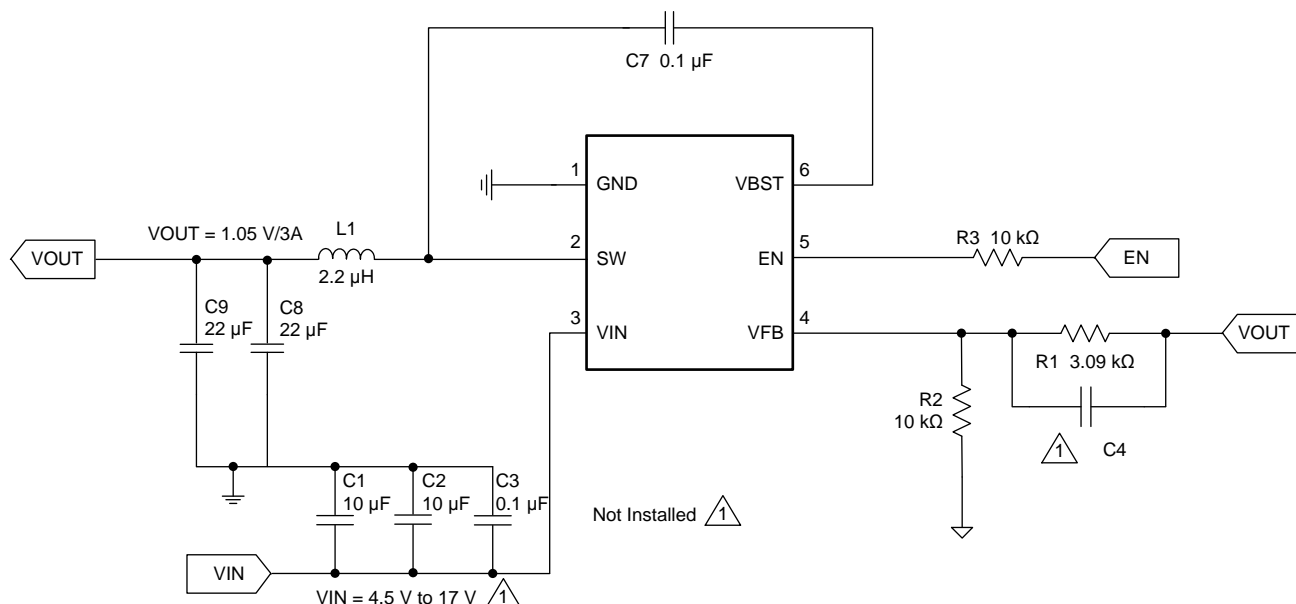 C7 0.1 µF
1
GND
VBST
6
VOUT
VOUT = 1.05 V/3A
L1
2.2 µH
2
SW
EN
5
R3 10 kΩ
EN
C9
22 µF
C8
22 µF
3
VIN
VFB
4
R1 3.09 kΩ
VOUT
R2
10 kΩ
1
C4
C1
10 µF
C2
10 µF
C3
0.1 µF
Not Installed 1
VIN
VIN = 4.5 V to 17 V 1